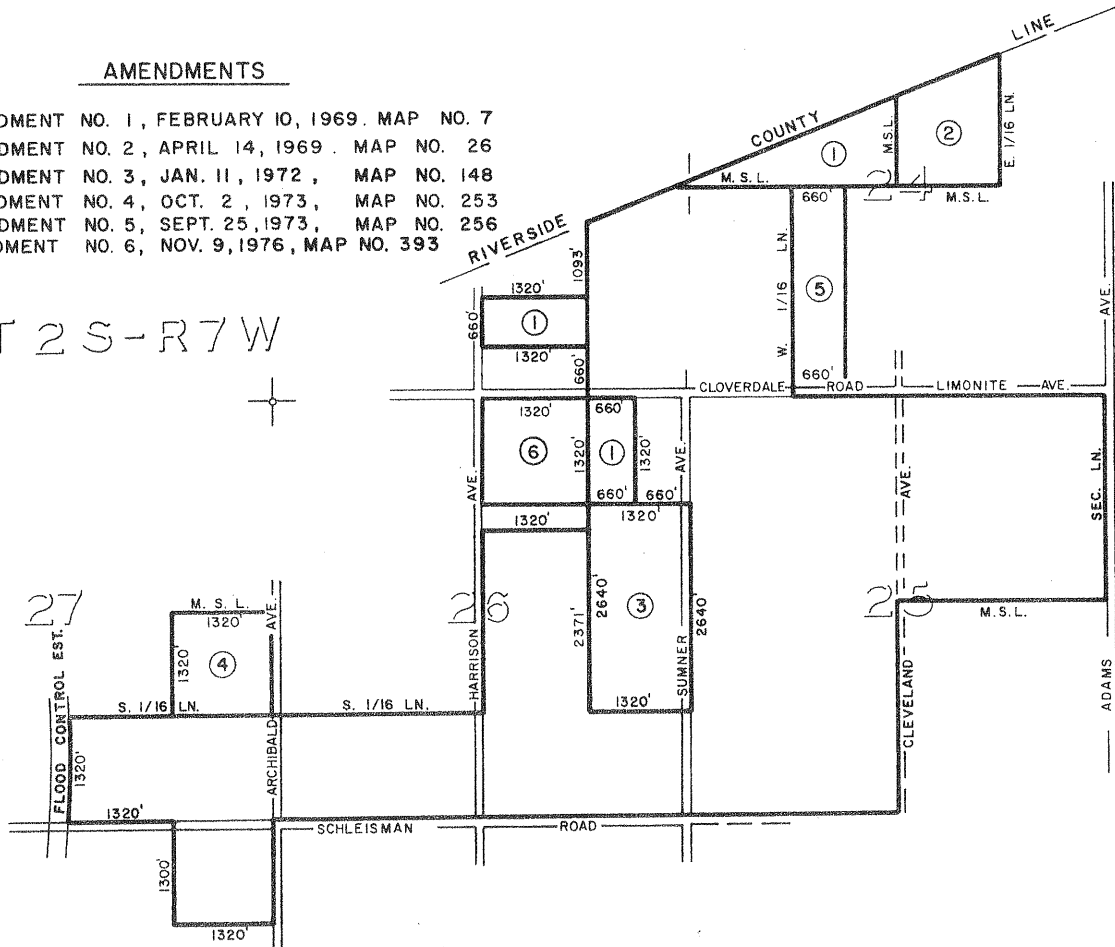 AMENDMENTS
DMENT NO. 1, FEBRUARY 10, 1969. MAP NO. 7
DMENT NO. 2, APRIL 14, 1969. MAP NO. 26
DMENT NO. 3, JAN. 11, 1972, MAP NO. 148
DMENT NO. 4, OCT. 2, 1973, MAP NO. 253
DMENT NO. 5, SEPT. 25, 1973, MAP NO. 256
DMENT NO. 6, NOV. 9, 1976, MAP NO. 393
T 2 S - R 7 W
RIVERSIDE COUNTY LINE
1
2
M.S.L.
E. 1/16 LN.
M. S. L.
24
M.S.L.
660'
W. 1/16 LN.
5
660'
1093'
1320'
660'
1
1320'
660'
CLOVERDALE ROAD LIMONITE AVE.
AVE.
1320'
660'
6
1320'
1
1320'
AVE.
AVE.
AVE.
SEC. LN.
660'
660'
1320'
1320'
27
M. S. L.
1320'
AVE.
26
2371'
2640'
3
2640'
25
M.S.L.
1320'
4
HARRISON
SUMNER
FLOOD CONTROL EST.
S. 1/16 LN.
S. 1/16 LN.
1320'
ARCHIBALD
CLEVELAND
ADAMS
1320'
1320'
SCHLEISMAN ROAD
1300'
1320'